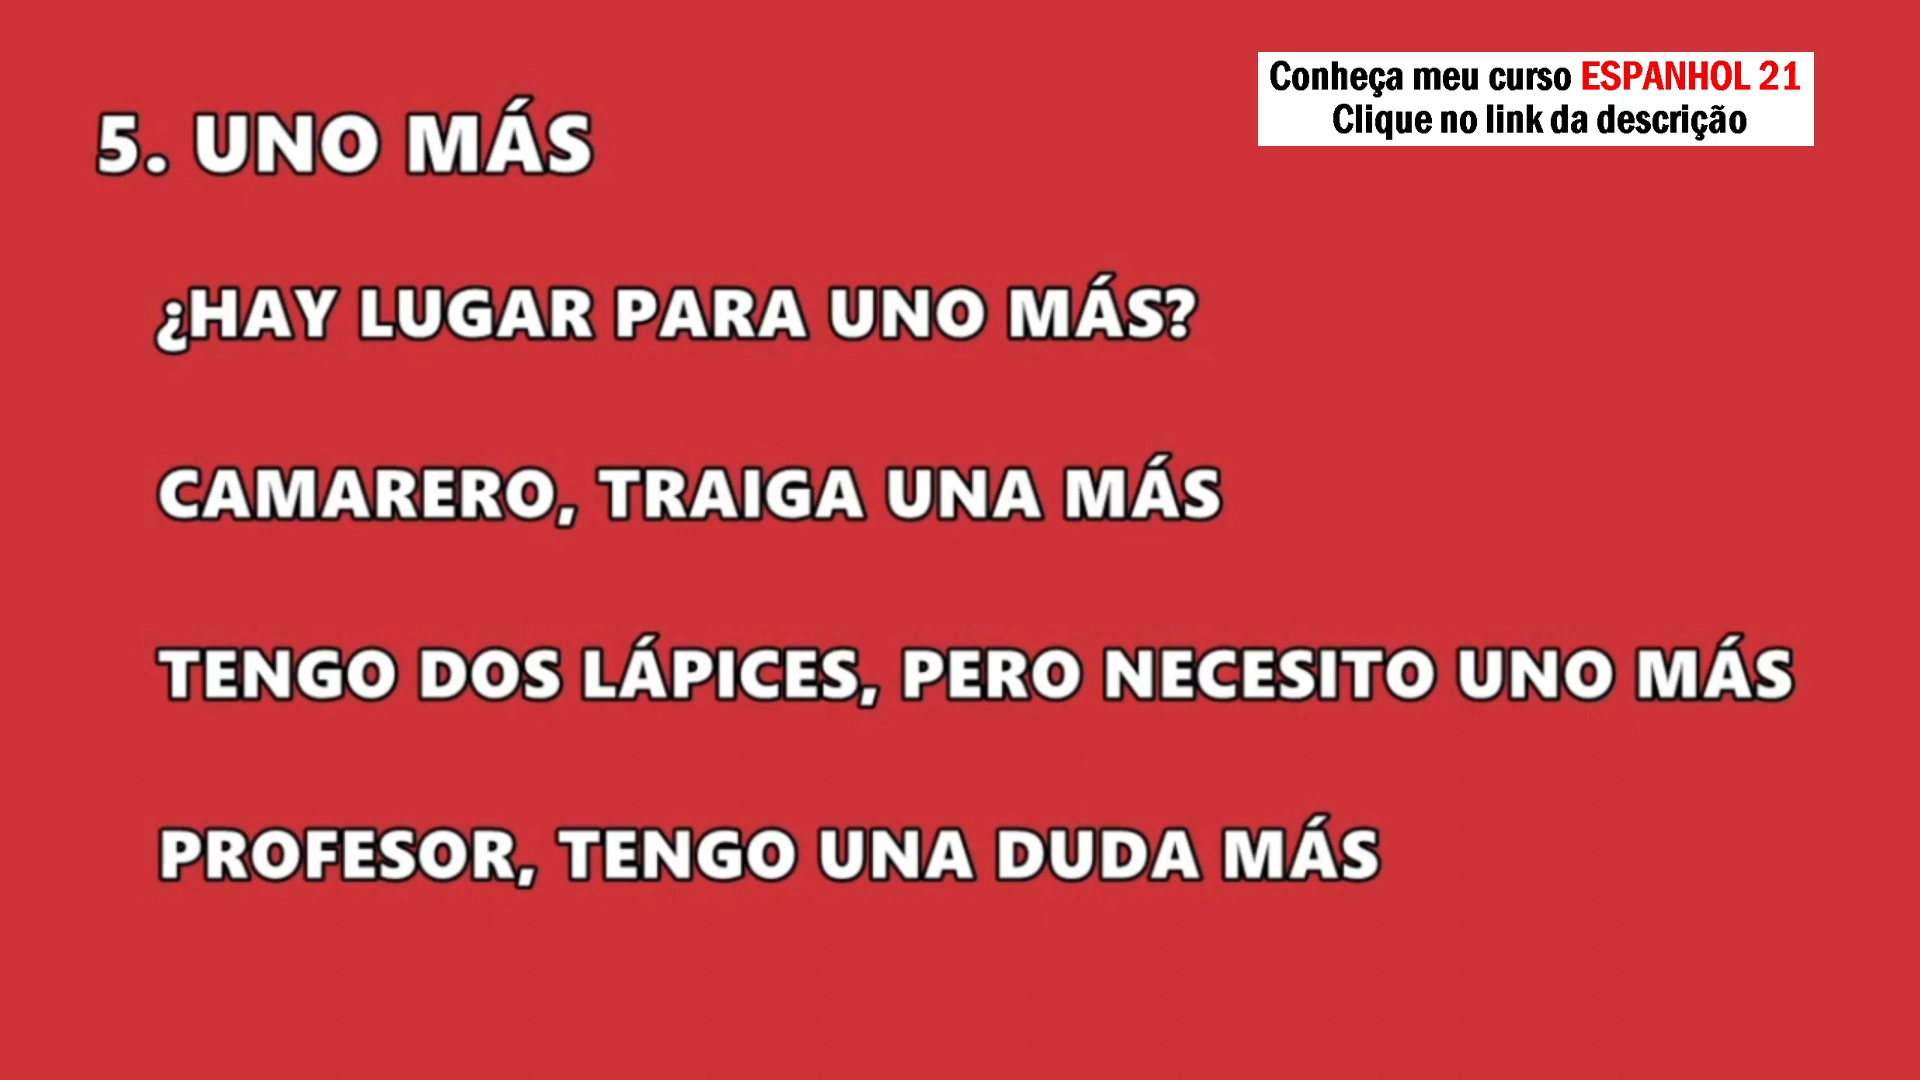 Conheça meu curso ESPANHOL 21
Clique no link da descrição
5. UNO MÁS
¿HAY LUGAR PARA UNO MÁS?
CAMARERO, TRAIGA UNA MÁS
TENGO DOS LÁPICES, PERO NECESITO UNO MÁS
PROFESOR, TENGO UNA DUDA MÁS